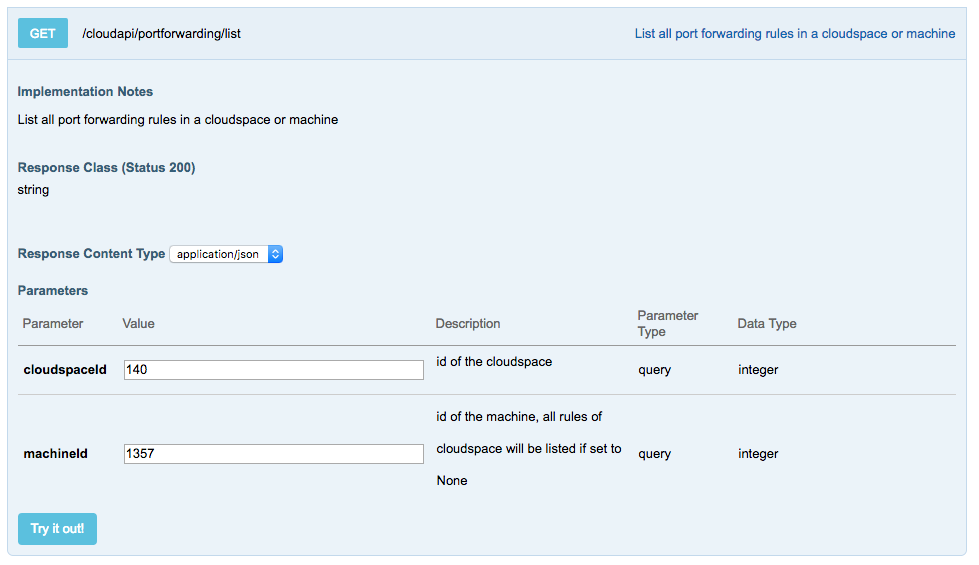 GET /cloudapi/portforwarding/list List all port forwarding rules in a cloudspace or machine
Implementation Notes
List all port forwarding rules in a cloudspace or machine
Response Class (Status 200)
string
Response Content Type application/json
Parameters
Parameter Value Description Parameter Type Data Type
cloudspaceId 140 id of the cloudspace query integer
machineId 1357 id of the machine, all rules of
cloudspace will be listed if set to
None query integer
Try it out!